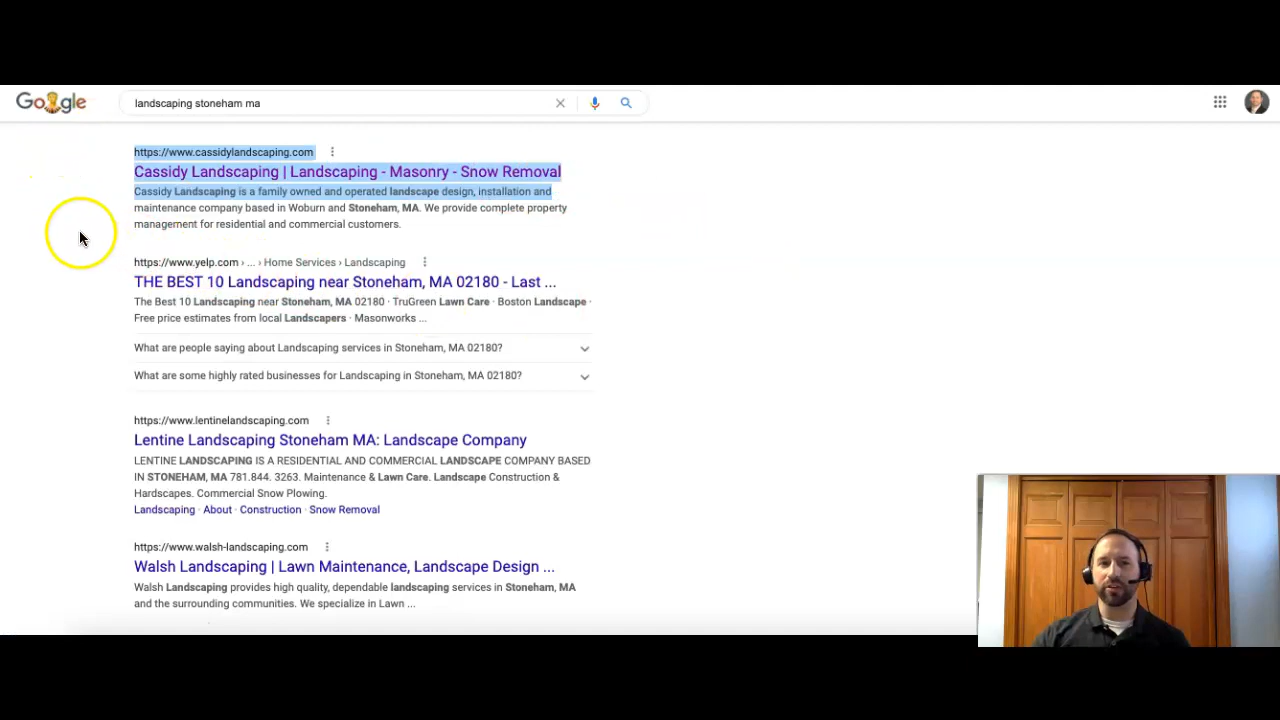 Google
landscaping stoneham ma
https://www.cassidylandscaping.com
Cassidy Landscaping | Landscaping - Masonry - Snow Removal
Cassidy Landscaping is a family owned and operated landscape design, installation and
maintenance company based in Woburn and Stoneham, MA. We provide complete property
management for residential and commercial customers.
https://www.yelp.com › ... › Home Services › Landscaping
THE BEST 10 Landscaping near Stoneham, MA 02180 - Last ...
The Best 10 Landscaping near Stoneham, MA 02180 · TruGreen Lawn Care · Boston Landscape ·
Free price estimates from local Landscapers · Masonworks ...
What are people saying about Landscaping services in Stoneham, MA 02180?
What are some highly rated businesses for Landscaping in Stoneham, MA 02180?
https://www.lentinelandscaping.com
Lentine Landscaping Stoneham MA: Landscape Company
LENTINE LANDSCAPING IS A RESIDENTIAL AND COMMERCIAL LANDSCAPE COMPANY BASED
IN STONEHAM, MA 781.844. 3263. Maintenance & Lawn Care. Landscape Construction &
Hardscapes. Commercial Snow Plowing.
Landscaping · About · Construction · Snow Removal
https://www.walsh-landscaping.com
Walsh Landscaping | Lawn Maintenance, Landscape Design ...
Walsh Landscaping provides high quality, dependable landscaping services in Stoneham, MA
and the surrounding communities. We specialize in Lawn ...